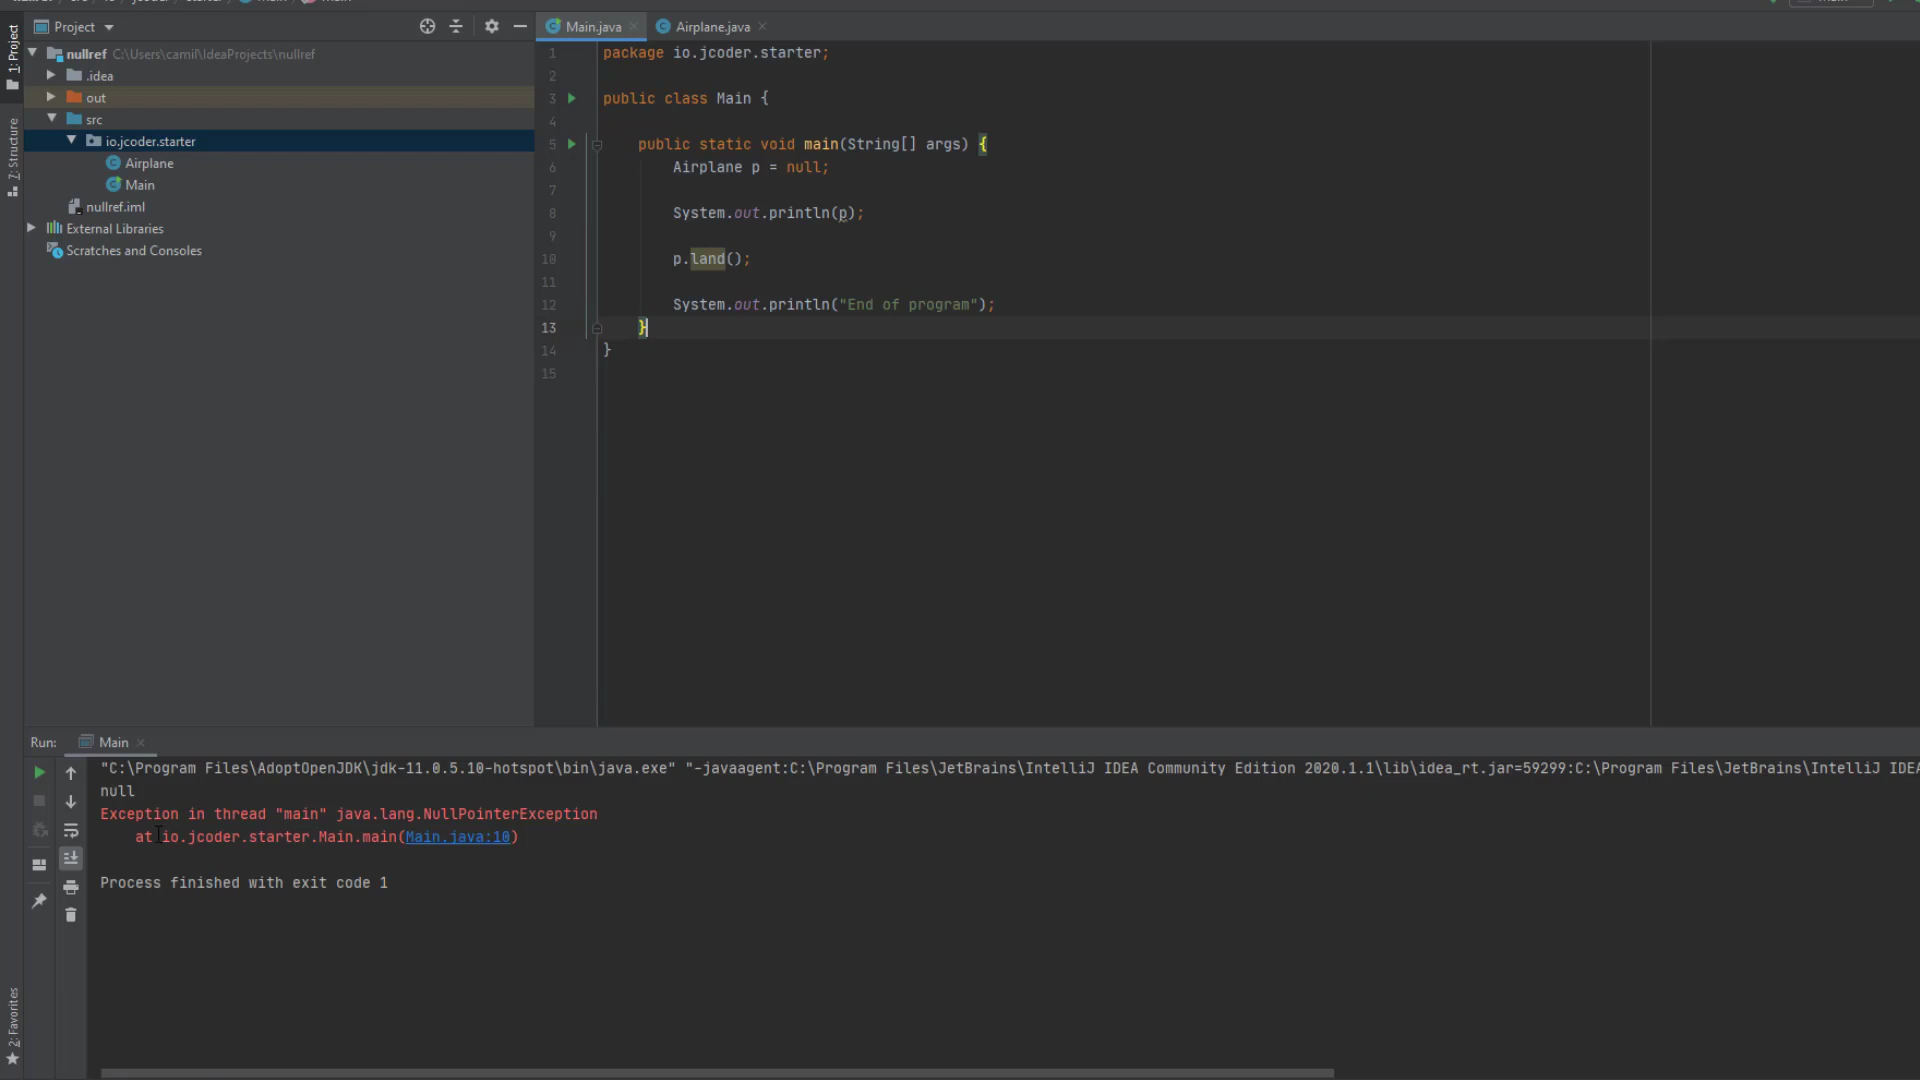 Project
Main.java
Airplane.java
1: Project
7: Structure
2: Favorites
nullref C:\Users\camil\IdeaProjects\nullref
.idea
out
src
io.jcoder.starter
Airplane
Main
nullref.iml
External Libraries
Scratches and Consoles
1 package io.jcoder.starter;
2
3 public class Main {
4
5 public static void main(String[] args) {
6 Airplane p = null;
7
8 System.out.println(p);
9
10 p.land();
11
12 System.out.println("End of program");
13 }
14 }
15
Run: Main
"C:\Program Files\AdoptOpenJDK\jdk-11.0.5.10-hotspot\bin\java.exe" "-javaagent:C:\Program Files\JetBrains\IntelliJ IDEA Community Edition 2020.1.1\lib\idea_rt.jar=59299:C:\Program Files\JetBrains\IntelliJ IDEA
null
Exception in thread "main" java.lang.NullPointerException
at io.jcoder.starter.Main.main(Main.java:10)
Process finished with exit code 1